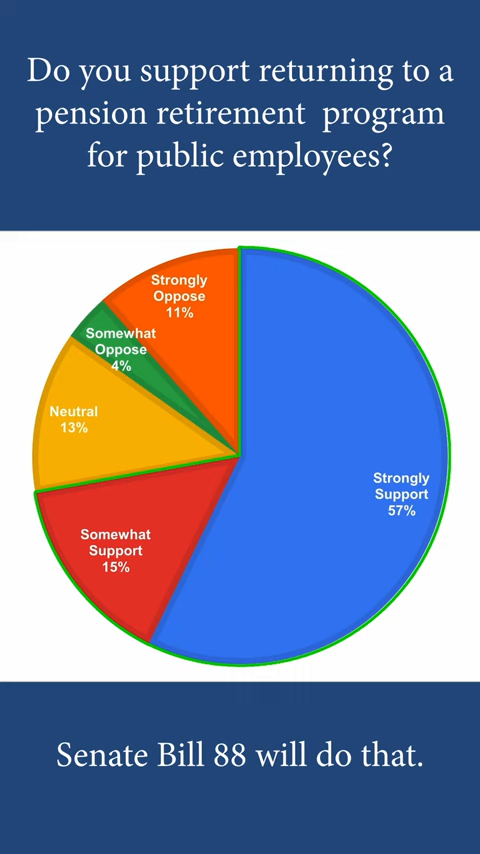 Do you support returning to a
pension retirement program
for public employees?
Strongly
Oppose
11%
Somewhat
Oppose
4%
Neutral
13%
Strongly
Support
57%
Somewhat
Support
15%
Senate Bill 88 will do that.